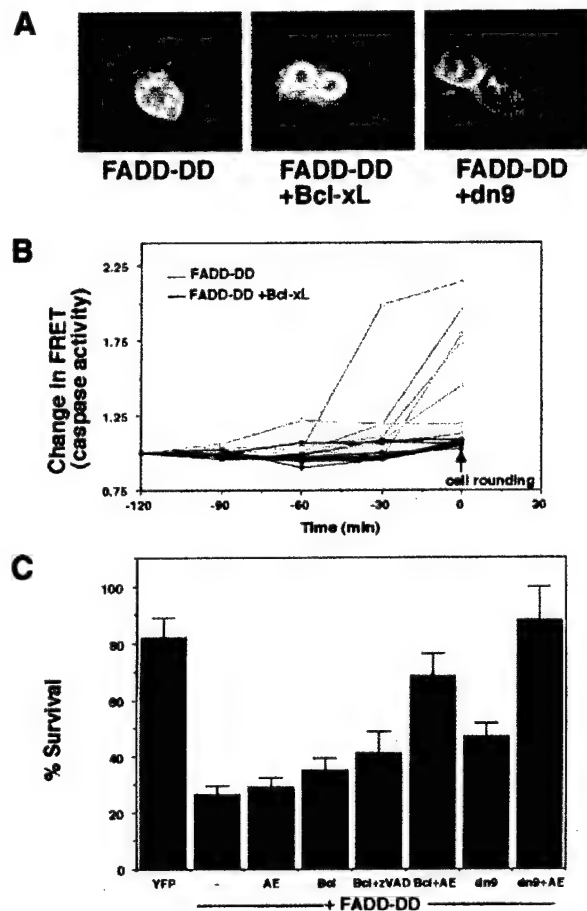 A
FADD-DD
FADD-DD
+Bcl-xL
FADD-DD
+dn9
B
2.25
1.75
1.25
0.75
Change in FRET
(caspase activity)
FADD-DD
FADD-DD +Bcl-xL
cell rounding
-120
-90
-60
-30
0
30
Time (min)
C
100
80
60
40
20
0
% Survival
YFP
-
AE
Bcl
Bcl+zVAD
Bcl+AE
dn9
dn9+AE
+ FADD-DD